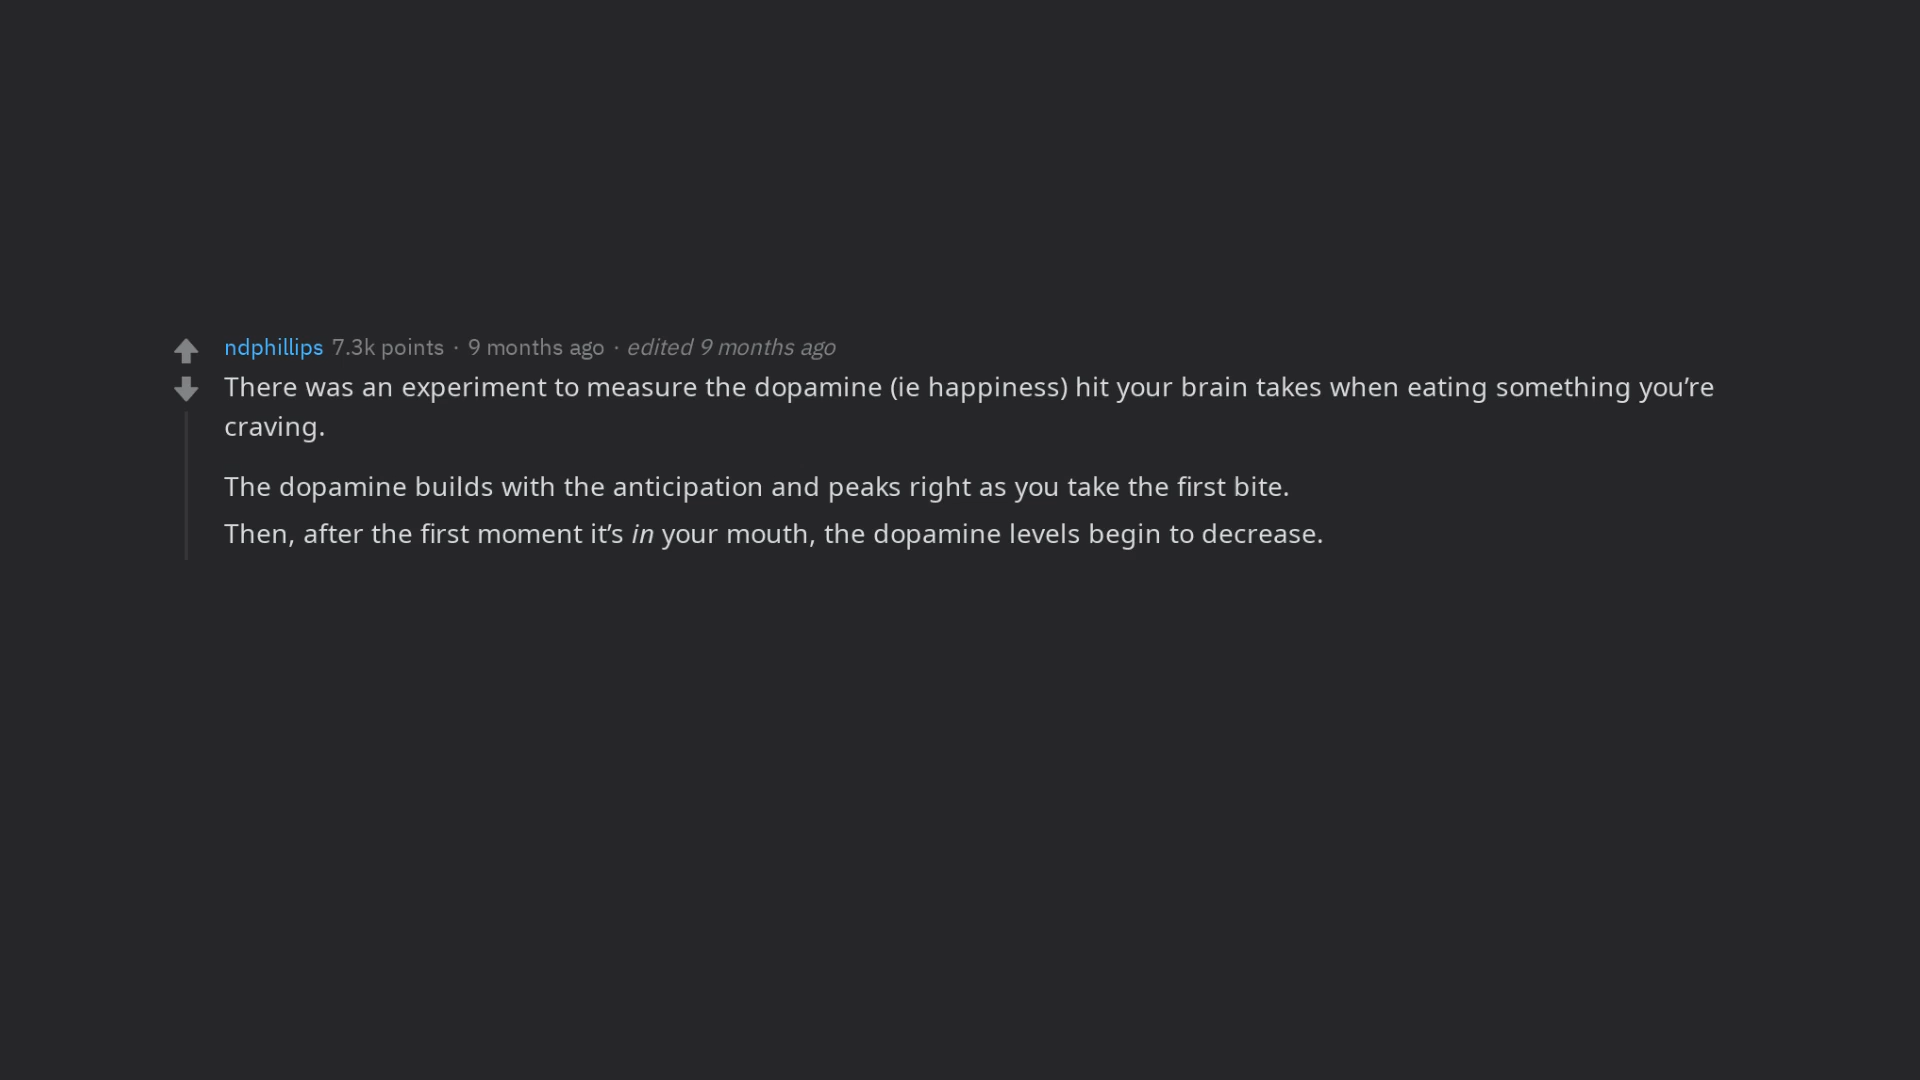 ndphillips 7.3k points · 9 months ago · edited 9 months ago
There was an experiment to measure the dopamine (ie happiness) hit your brain takes when eating something you’re
craving.
The dopamine builds with the anticipation and peaks right as you take the first bite.
Then, after the first moment it’s in your mouth, the dopamine levels begin to decrease.